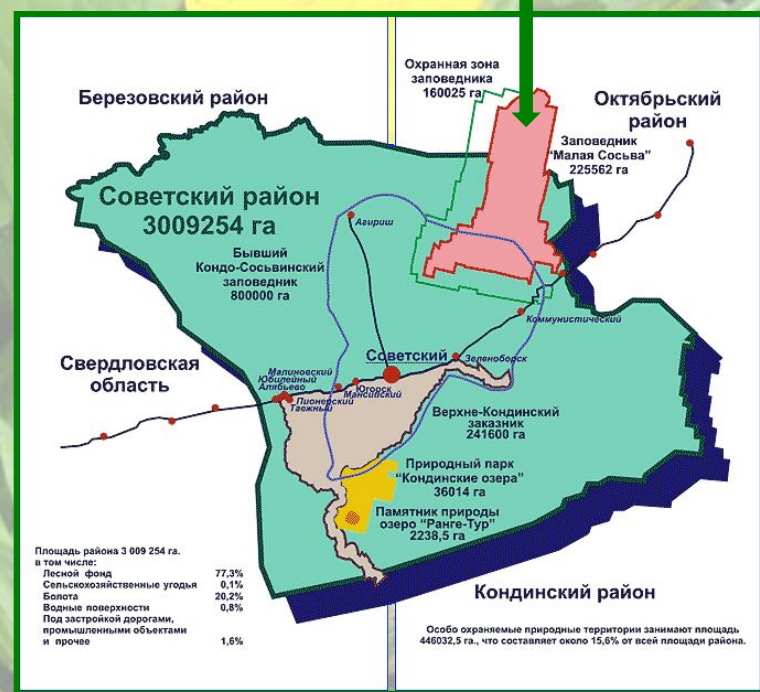 Охранная зона
заповедника
160025 га
Березовский район
Октябрьский
район
Заповедник
"Малая Сосьва"
225562 га
Советский район
3009254 га
Агириш
Бывший
Кондо-Сосьвинский
заповедник
800000 га
Коммунистический
Свердловская
область
Советский
Зеленоборск
Малиновский
Юбилейный
Алябьево
Югорск
Мансийский
Пионерский
Таежный
Верхне-Кондинский
заказник
241600 га
Природный парк
"Кондинские озера"
36014 га
Памятник природы
озеро "Ранге-Тур"
2238,5 га
Площадь района 3 009 254 га.
в том числе:
Лесной фонд 77,3%
Сельскохозяйственные угодья 0,1%
Болота 20,2%
Водные поверхности 0,8%
Под застройкой дорогами,
промышленными объектами
и прочее 1,6%
Кондинский район
Особо охраняемые природные территории занимают площадь
446032,5 га., что составляет около 15,6% от всей площади района.